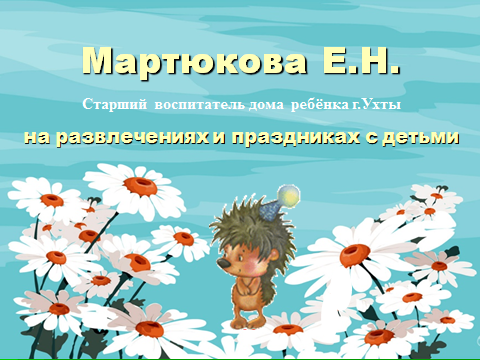 Мартюкова Е.Н.
Старший воспитатель дома ребёнка г.Ухты
на развлечениях и праздниках с детьми